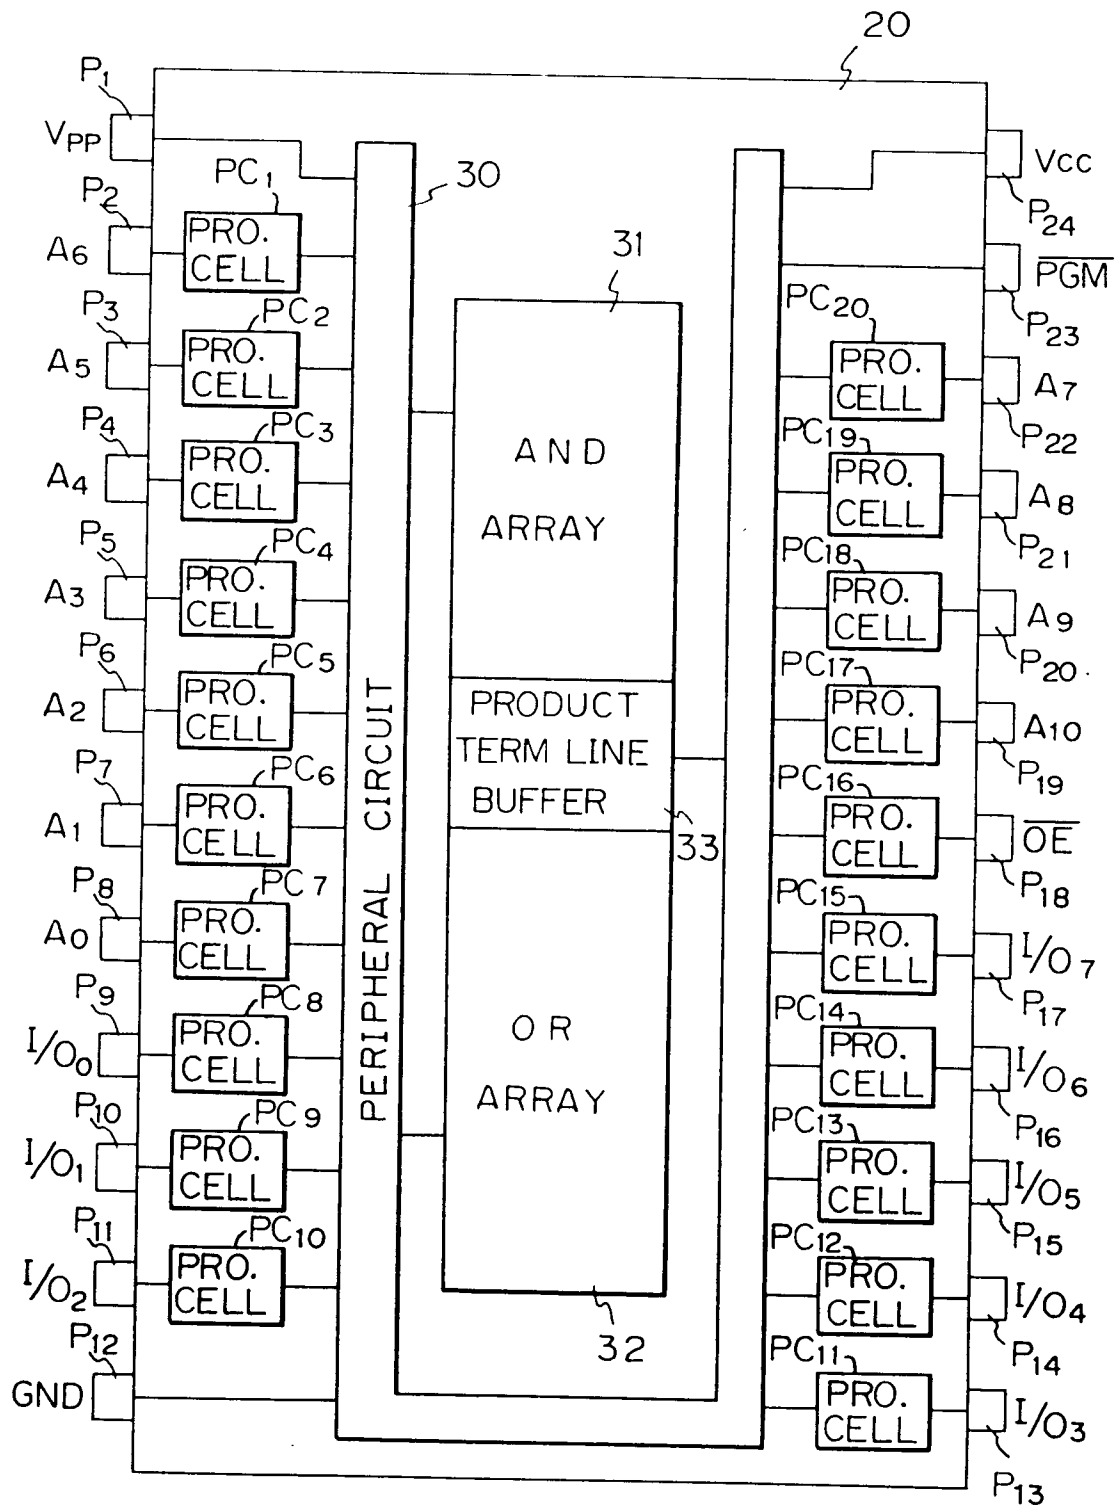 20
P1
VPP
PC1
30
P2
A6
PRO.
CELL
P3
A5
PC2
PRO.
CELL
P4
A4
PC3
PRO.
CELL
P5
A3
PC4
PRO.
CELL
P6
A2
PC5
PRO.
CELL
P7
A1
PC6
PRO.
CELL
P8
A0
PC7
PRO.
CELL
P9
I/O0
PC8
PRO.
CELL
P10
I/O1
PC9
PRO.
CELL
P11
I/O2
PC10
PRO.
CELL
P12
GND
PERIPHERAL CIRCUIT
31
AND
ARRAY
PRODUCT
TERM LINE
BUFFER
33
OR
ARRAY
32
Vcc
P24
PGM
P23
PC20
PRO.
CELL
A7
P22
PC19
PRO.
CELL
A8
P21
PC18
PRO.
CELL
A9
P20.
PC17
PRO.
CELL
A10
P19
PC16
PRO.
CELL
OE
P18
PC15
PRO.
CELL
I/O7
P17
PC14
PRO.
CELL
I/O6
P16
PC13
PRO.
CELL
I/O5
P15
PC12
PRO.
CELL
I/O4
P14
PC11
PRO.
CELL
I/O3
P13